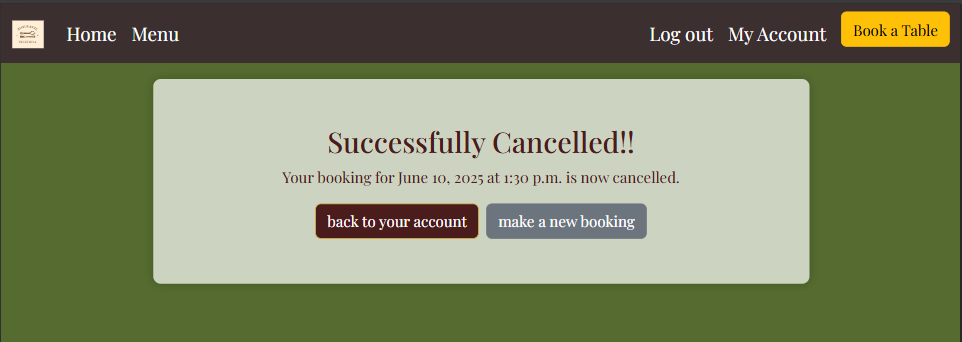 Home Menu Log out My Account Book a Table
Successfully Cancelled!!
Your booking for June 10, 2025 at 1:30 p.m. is now cancelled.
back to your account make a new booking